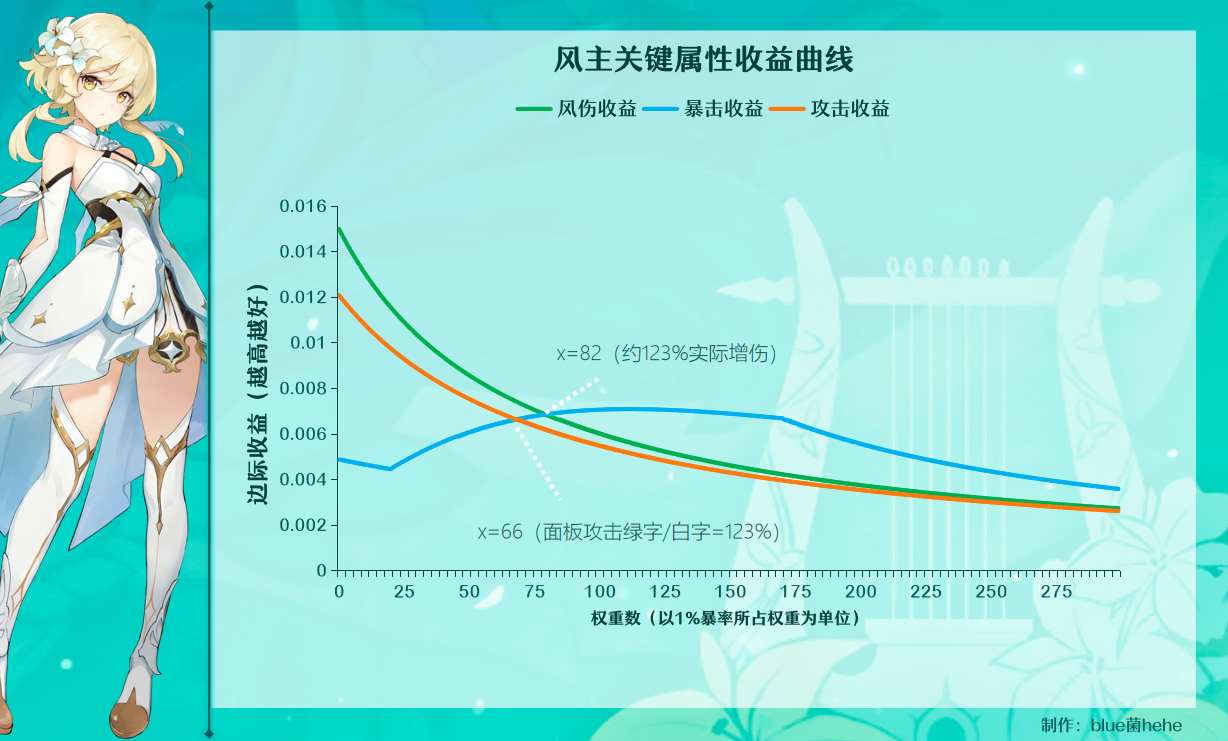 风主关键属性收益曲线
风伤收益 暴击收益 攻击收益
边际收益（越高越好）
0.016
0.014
0.012
0.01
0.008
0.006
0.004
0.002
0
x=82（约123%实际增伤）
x=66（面板攻击绿字/白字=123%）
0 25 50 75 100 125 150 175 200 225 250 275
权重数（以1%暴率所占权重为单位）
制作：blue菌hehe